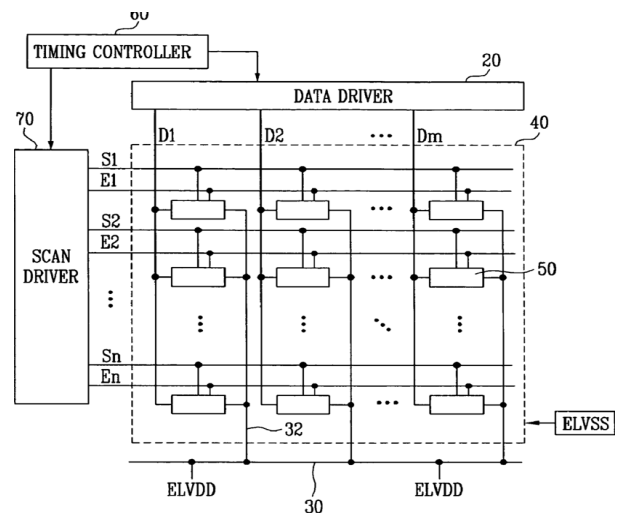 60
TIMING CONTROLLER
20
DATA DRIVER
70
D1 D2 ... Dm
40
S1
E1
...
S2
E2
SCAN
DRIVER
... 50
...
Sn
En
...
32
ELVSS
ELVDD 30 ELVDD